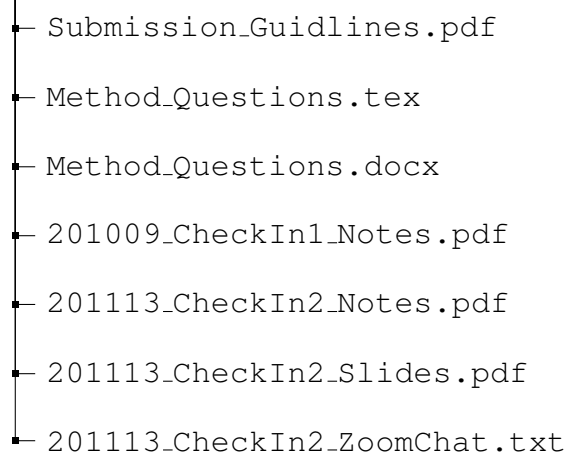 Submission_Guidlines.pdf
Method_Questions.tex
Method_Questions.docx
201009_CheckIn1_Notes.pdf
201113_CheckIn2_Notes.pdf
201113_CheckIn2_Slides.pdf
201113_CheckIn2_ZoomChat.txt